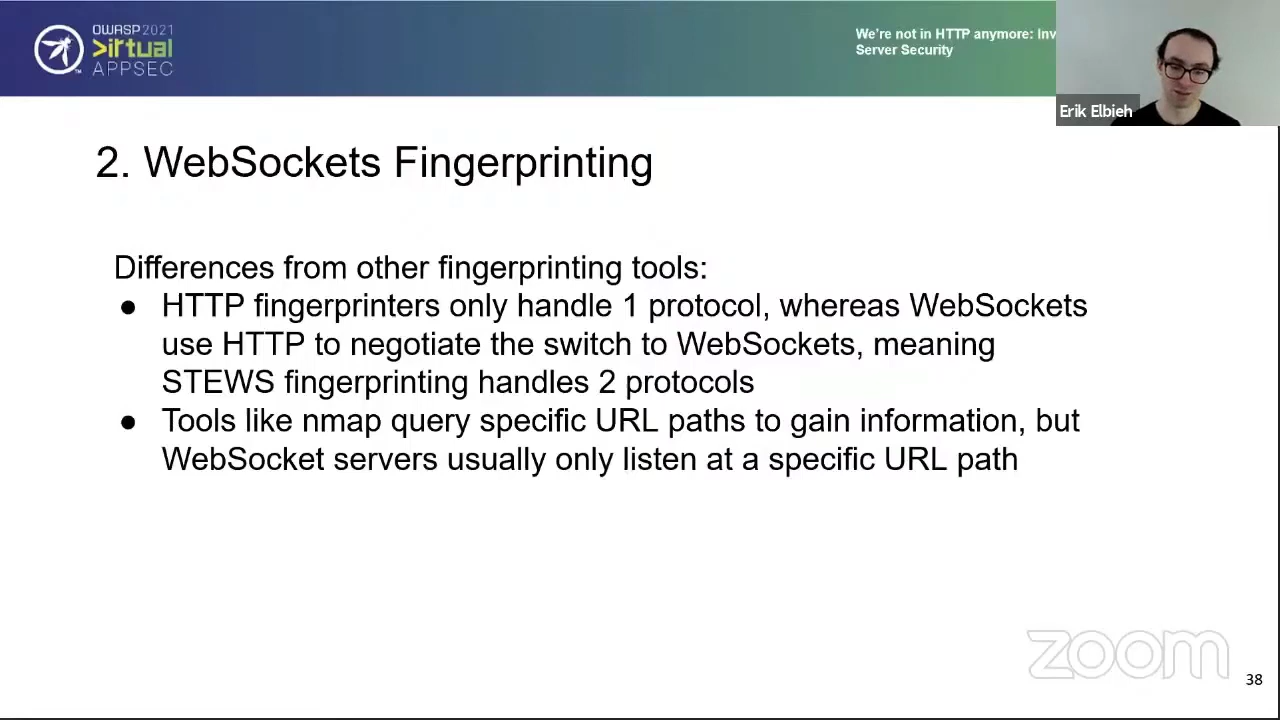 OWASP 2021
Virtual
APPSEC
We're not in HTTP anymore:
Server Security
Erik Elbieh
2. WebSockets Fingerprinting
Differences from other fingerprinting tools:
● HTTP fingerprinters only handle 1 protocol, whereas WebSockets
use HTTP to negotiate the switch to WebSockets, meaning
STEWS fingerprinting handles 2 protocols
● Tools like nmap query specific URL paths to gain information, but
WebSocket servers usually only listen at a specific URL path
zoom
38